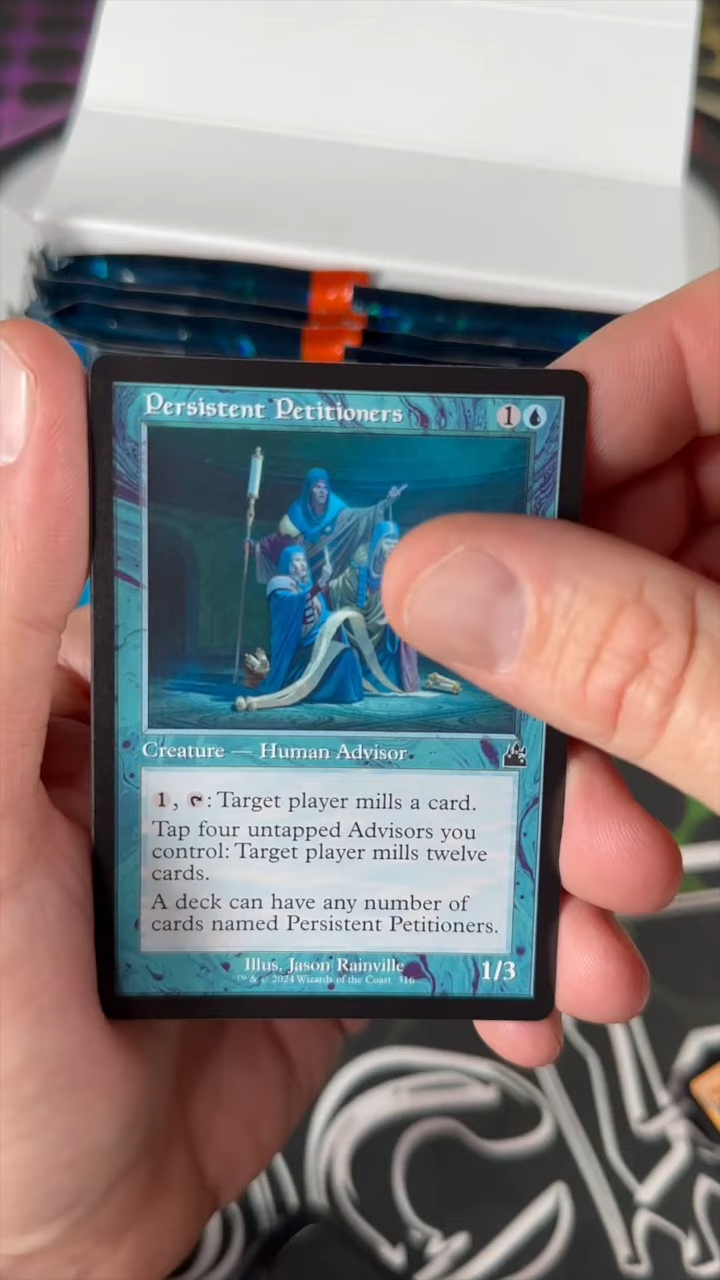 Persistent Petitioners 1
Creature — Human Advisor
1, : Target player mills a card.
Tap four untapped Advisors you
control: Target player mills twelve
cards.
A deck can have any number of
cards named Persistent Petitioners.
Illus. Jason Rainville
™ & © 2024 Wizards of the Coast 316
1/3